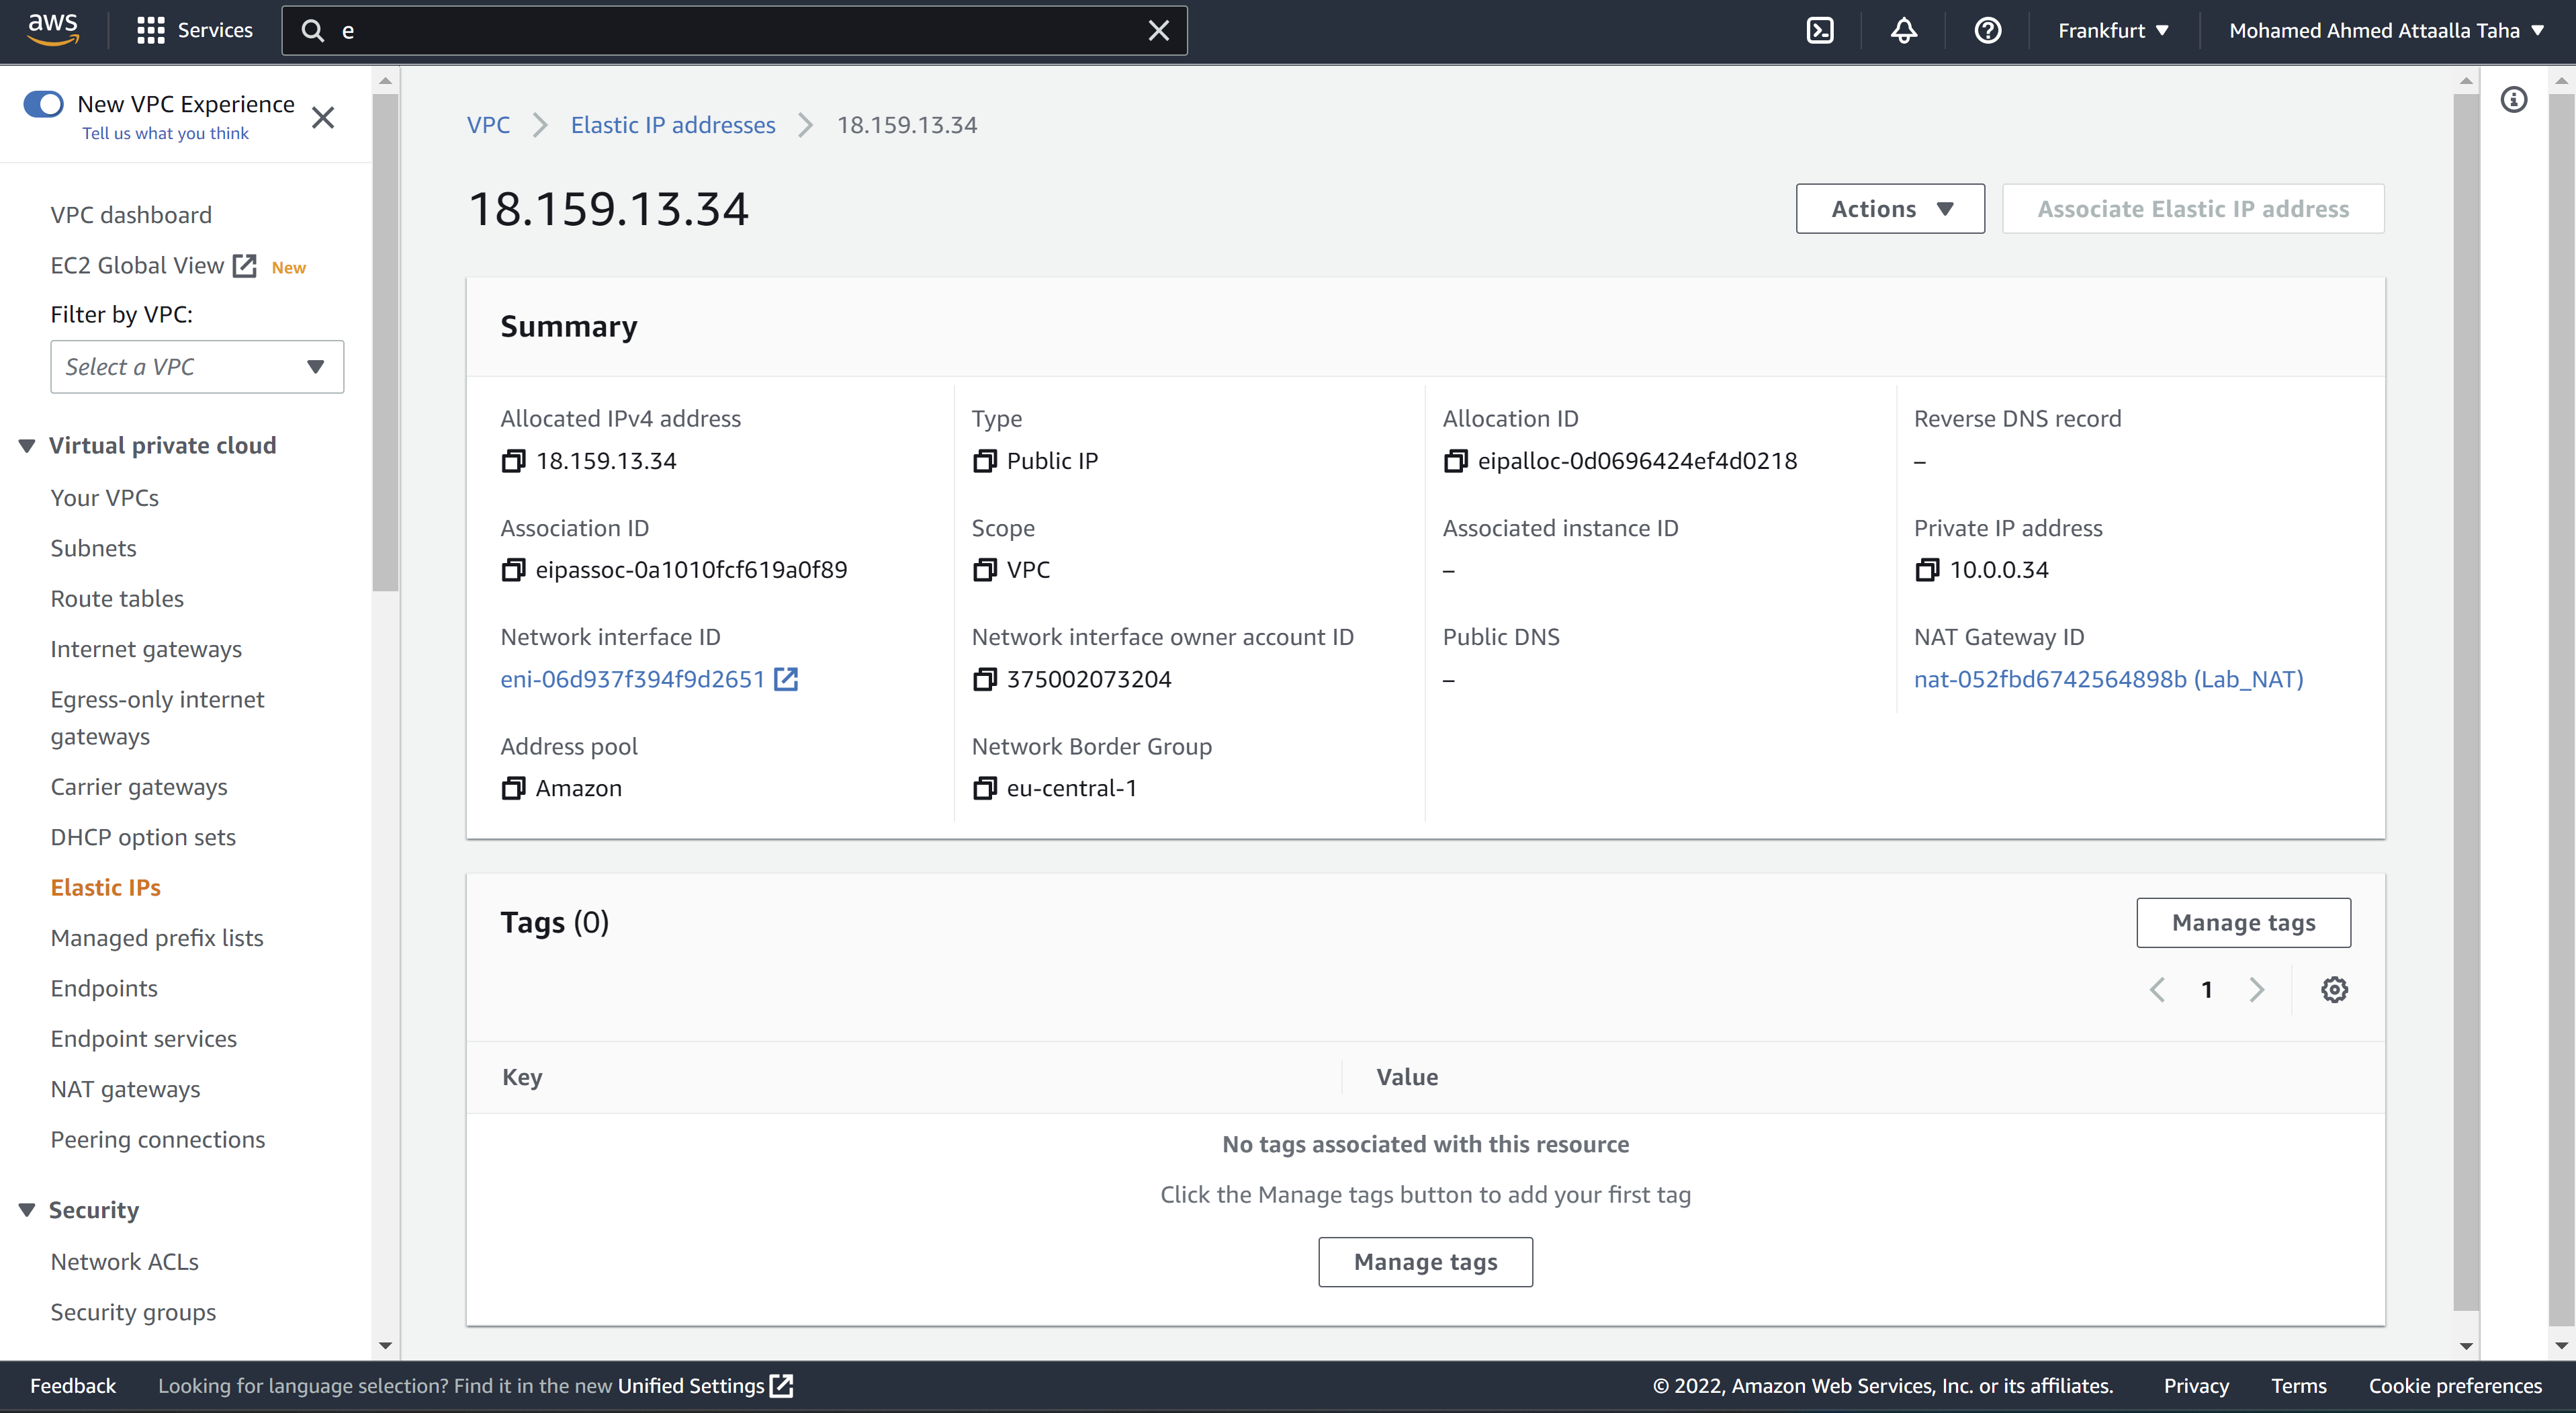 aws
Services
e
Frankfurt
Mohamed Ahmed Attaalla Taha
New VPC Experience
Tell us what you think
VPC dashboard
EC2 Global View New
Filter by VPC:
Select a VPC
Virtual private cloud
Your VPCs
Subnets
Route tables
Internet gateways
Egress-only internet
gateways
Carrier gateways
DHCP option sets
Elastic IPs
Managed prefix lists
Endpoints
Endpoint services
NAT gateways
Peering connections
Security
Network ACLs
Security groups
VPC
Elastic IP addresses
18.159.13.34
18.159.13.34
Actions
Associate Elastic IP address
Summary
Allocated IPv4 address
18.159.13.34
Type
Public IP
Allocation ID
eipalloc-0d0696424ef4d0218
Reverse DNS record
–
Association ID
eipassoc-0a1010fcf619a0f89
Scope
VPC
Associated instance ID
–
Private IP address
10.0.0.34
Network interface ID
eni-06d937f394f9d2651
Network interface owner account ID
375002073204
Public DNS
–
NAT Gateway ID
nat-052fbd6742564898b (Lab_NAT)
Address pool
Amazon
Network Border Group
eu-central-1
Tags (0)
Manage tags
1
Key
Value
No tags associated with this resource
Click the Manage tags button to add your first tag
Manage tags
Feedback
Looking for language selection? Find it in the new Unified Settings
© 2022, Amazon Web Services, Inc. or its affiliates.
Privacy
Terms
Cookie preferences